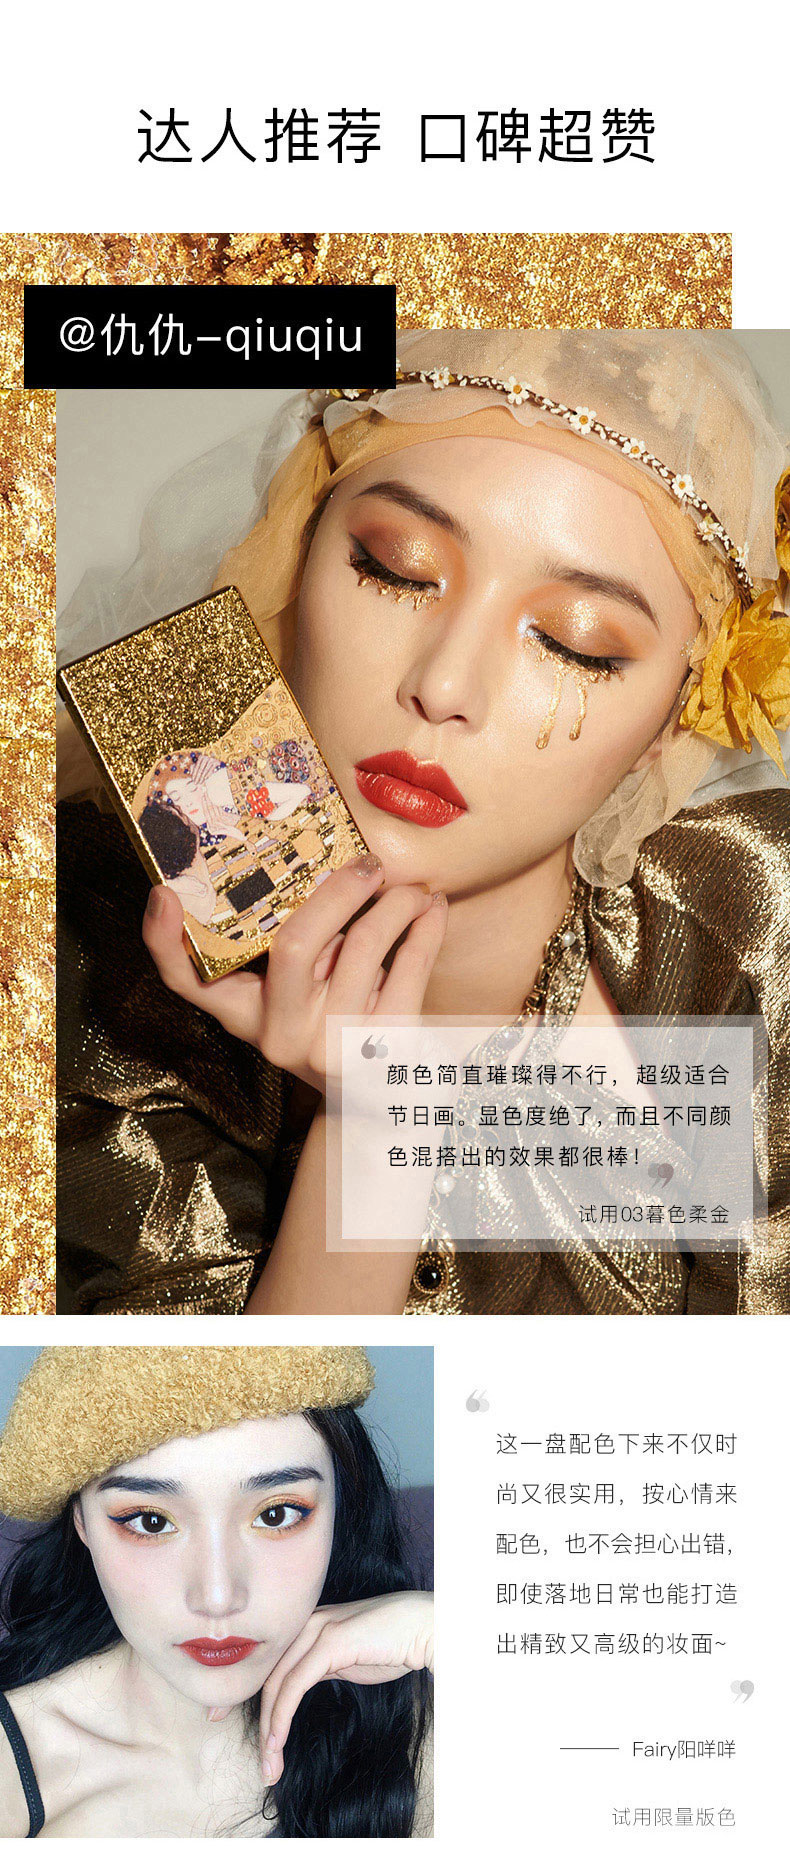 达人推荐 口碑超赞
@仇仇-qiuqiu
颜色简直璀璨得不行，超级适合
节日画。显色度绝了，而且不同颜
色混搭出的效果都很棒！
试用03暮色柔金
这一盘配色下来不仅时
尚又很实用，按心情来
配色，也不会担心出错，
即使落地日常也能打造
出精致又高级的妆面~
—— Fairy阳咩咩
试用限量版色